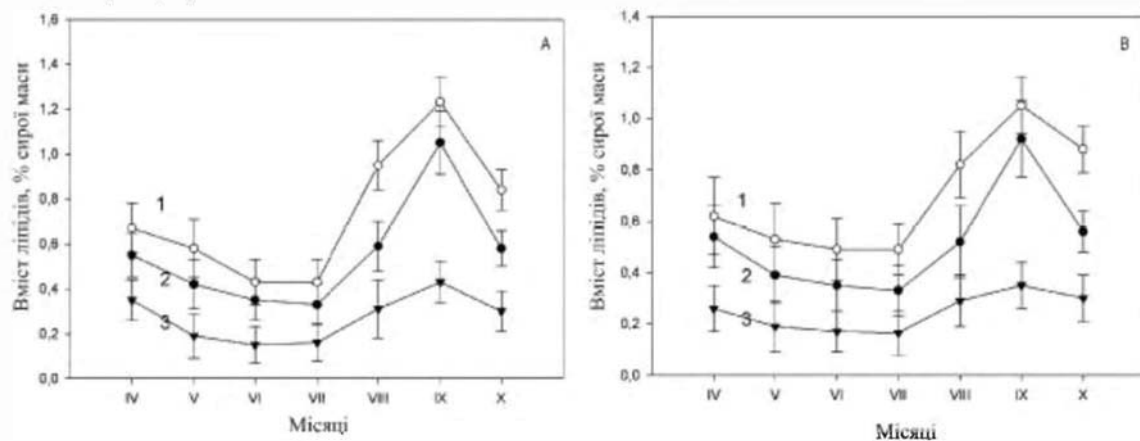 A
Вміст ліпідів, % сирої маси
1,6
1,4
1,2
1,0
0,8
0,6
0,4
0,2
0,0
1
2
3
IV V VI VII VIII IX X
Місяці
B
Вміст ліпідів, % сирої маси
1,4
1,2
1,0
0,8
0,6
0,4
0,2
0,0
1
2
3
IV V VI VII VIII IX X
Місяці